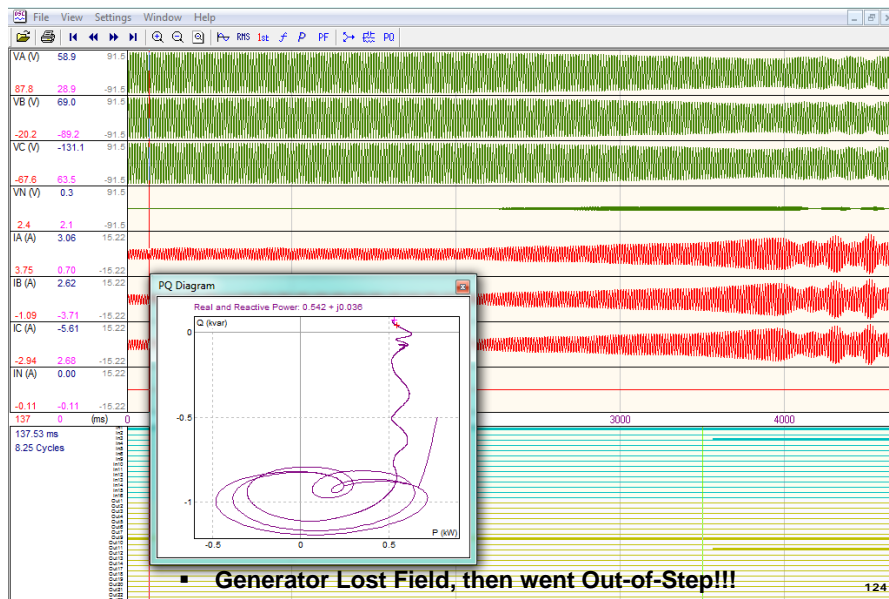 File View Settings Window Help
RMS 1st f P PF PQ
VA (V) 58.9 91.5
87.8 28.9 -91.5
VB (V) 69.0 91.5
-20.2 -89.2 -91.5
VC (V) -131.1 91.5
-67.6 63.5 -91.5
VN (V) 0.3 91.5
2.4 2.1 -91.5
IA (A) 3.06 15.22
3.75 0.70 -15.22
IB (A) 2.62 15.22
-1.09 -3.71 -15.22
IC (A) -5.61 15.22
-2.94 2.68 -15.22
IN (A) 0.00 15.22
-0.11 -0.11 -15.22
137 0 (ms) 0 3000 4000
137.53 ms
8.25 Cycles
PQ Diagram
Real and Reactive Power: 0.542 + j0.036
Q (kvar)
0
-0.5
-1
P (kW)
-0.5 0 0.5
▪ Generator Lost Field, then went Out-of-Step!!!
124